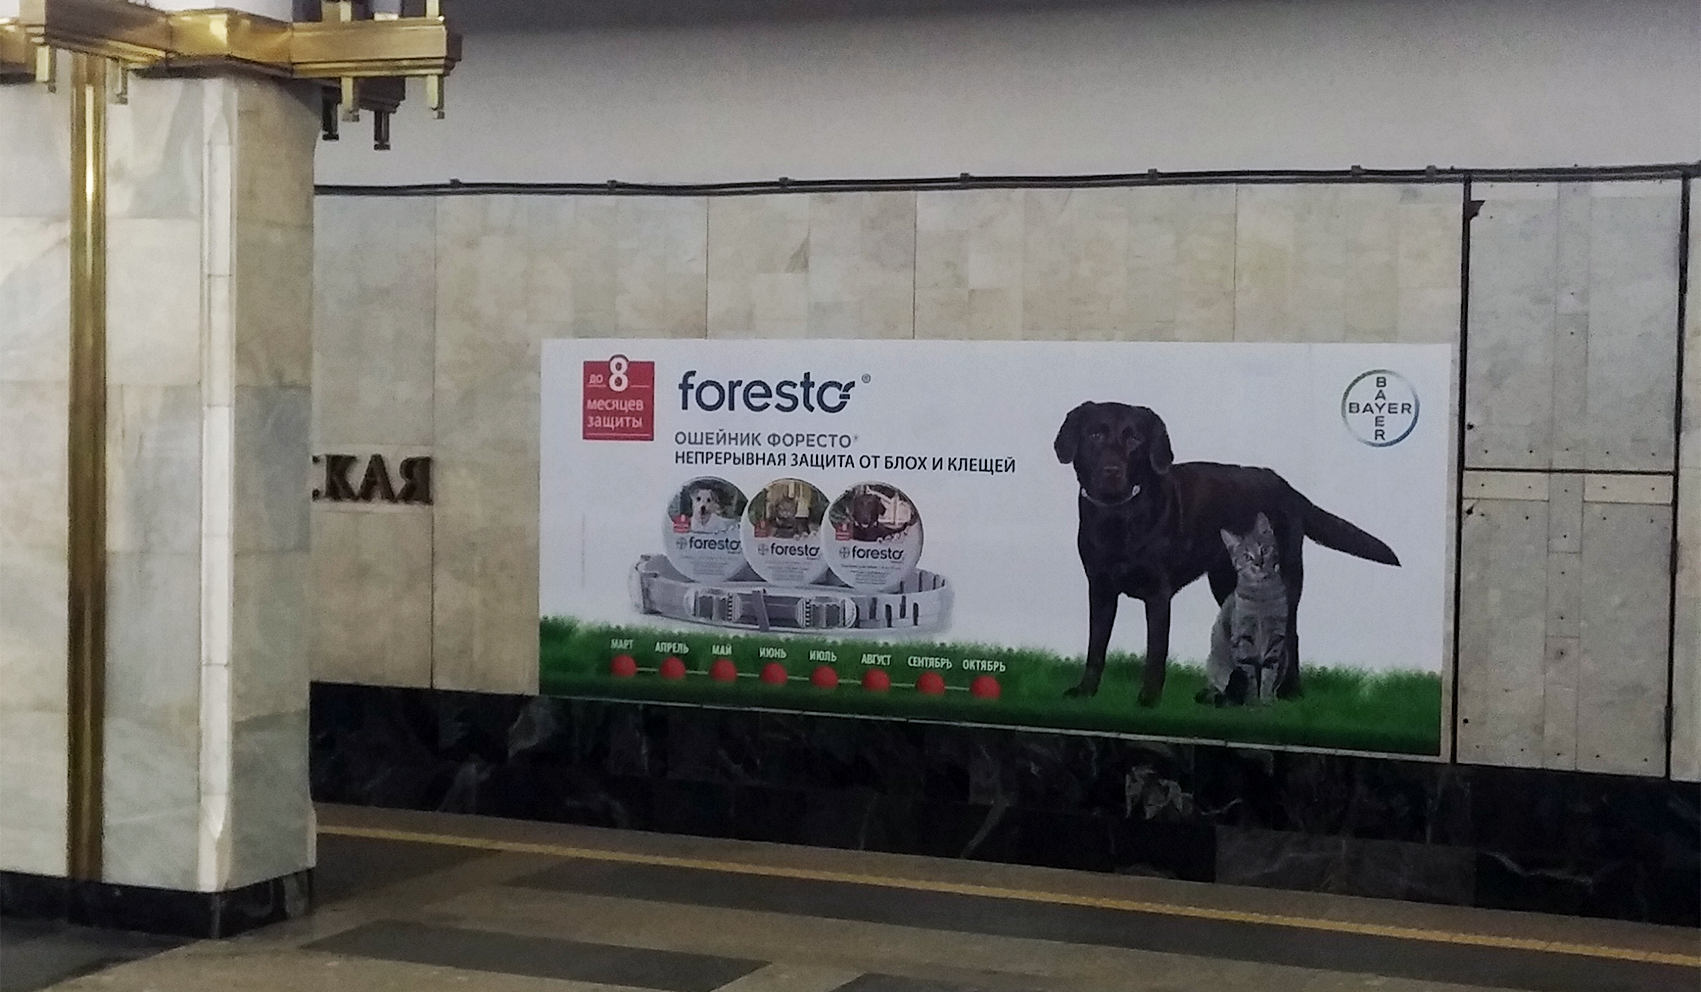 СКАЯ
до 8
месяцев
защиты
foresto®
ОШЕЙНИК ФОРЕСТО*
НЕПРЕРЫВНАЯ ЗАЩИТА ОТ БЛОХ И КЛЕЩЕЙ
BAYER
BAYER
foresto
foresto
foresto
МАРТ АПРЕЛЬ МАЙ ИЮНЬ ИЮЛЬ АВГУСТ СЕНТЯБРЬ ОКТЯБРЬ